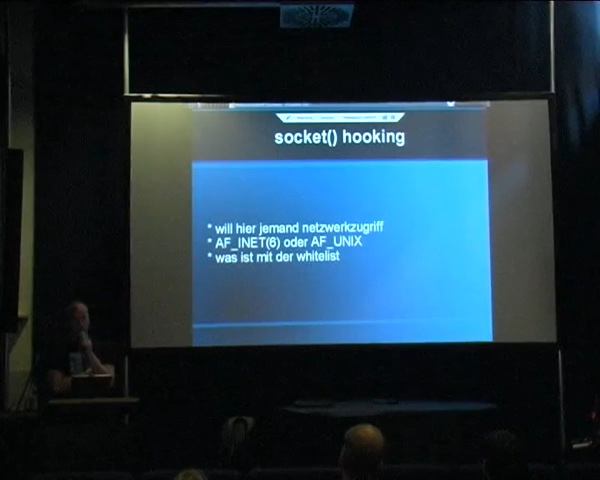 socket() hooking
* will hier jemand netzwerkzugriff
* AF_INET(6) oder AF_UNIX
* was ist mit der whitelist